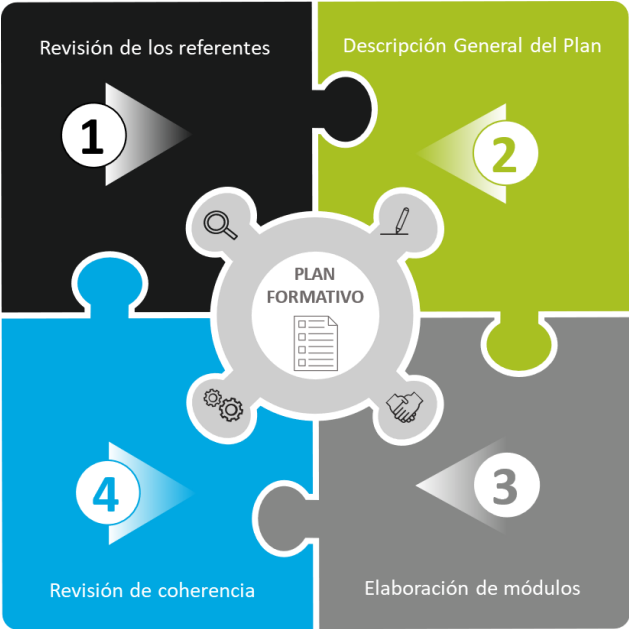 Revisión de los referentes
1
Descripción General del Plan
2
PLAN
FORMATIVO
4
Revisión de coherencia
3
Elaboración de módulos